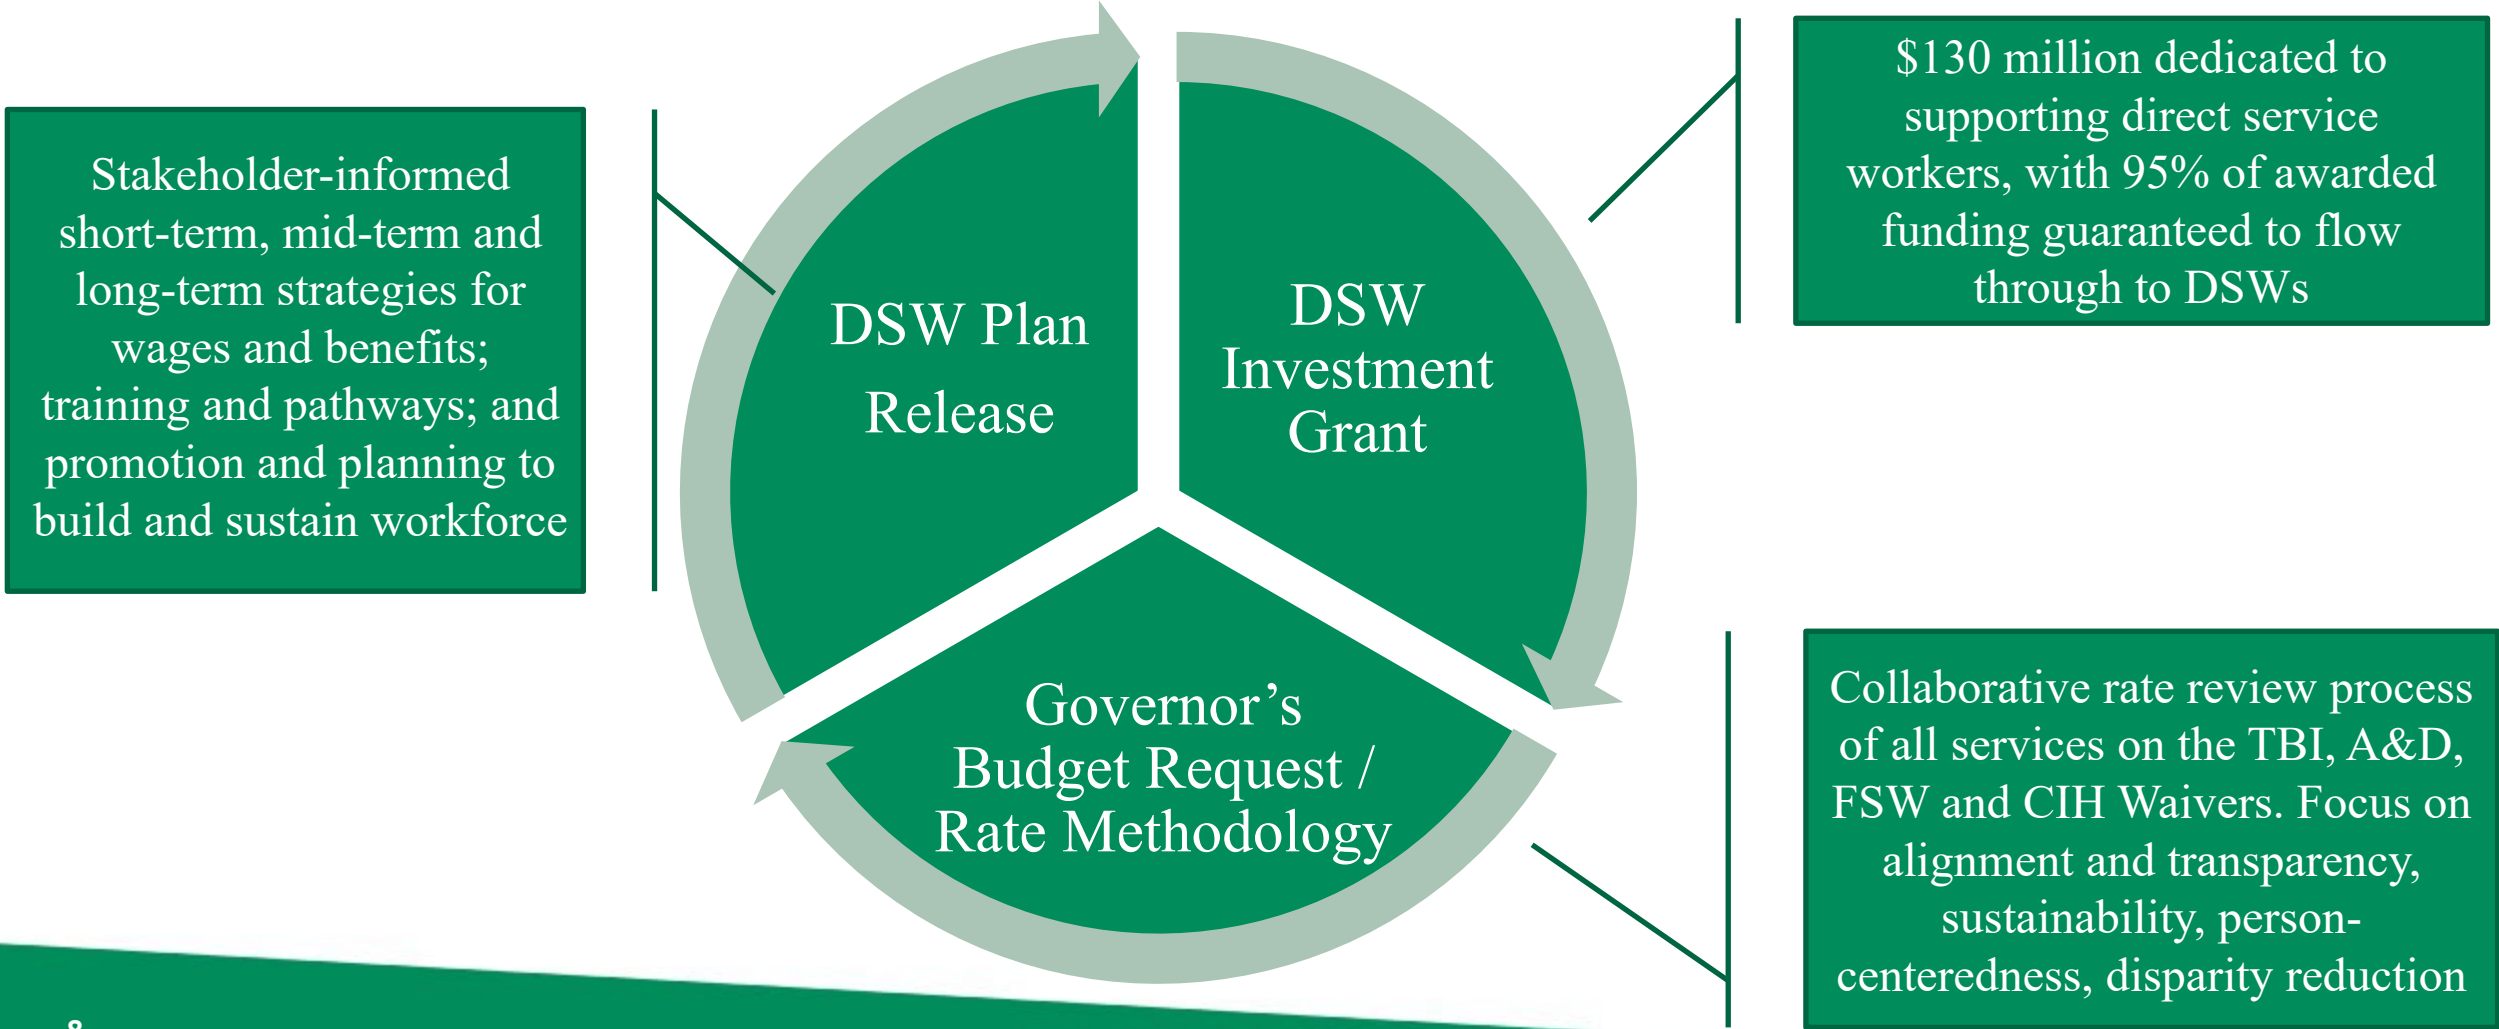 Stakeholder-informed
short-term, mid-term and
long-term strategies for
wages and benefits;
training and pathways; and
promotion and planning to
build and sustain workforce
DSW Plan
Release
DSW
Investment
Grant
$130 million dedicated to
supporting direct service
workers, with 95% of awarded
funding guaranteed to flow
through to DSWs
Governor’s
Budget Request /
Rate Methodology
Collaborative rate review process
of all services on the TBI, A&D,
FSW and CIH Waivers. Focus on
alignment and transparency,
sustainability, person-
centeredness, disparity reduction